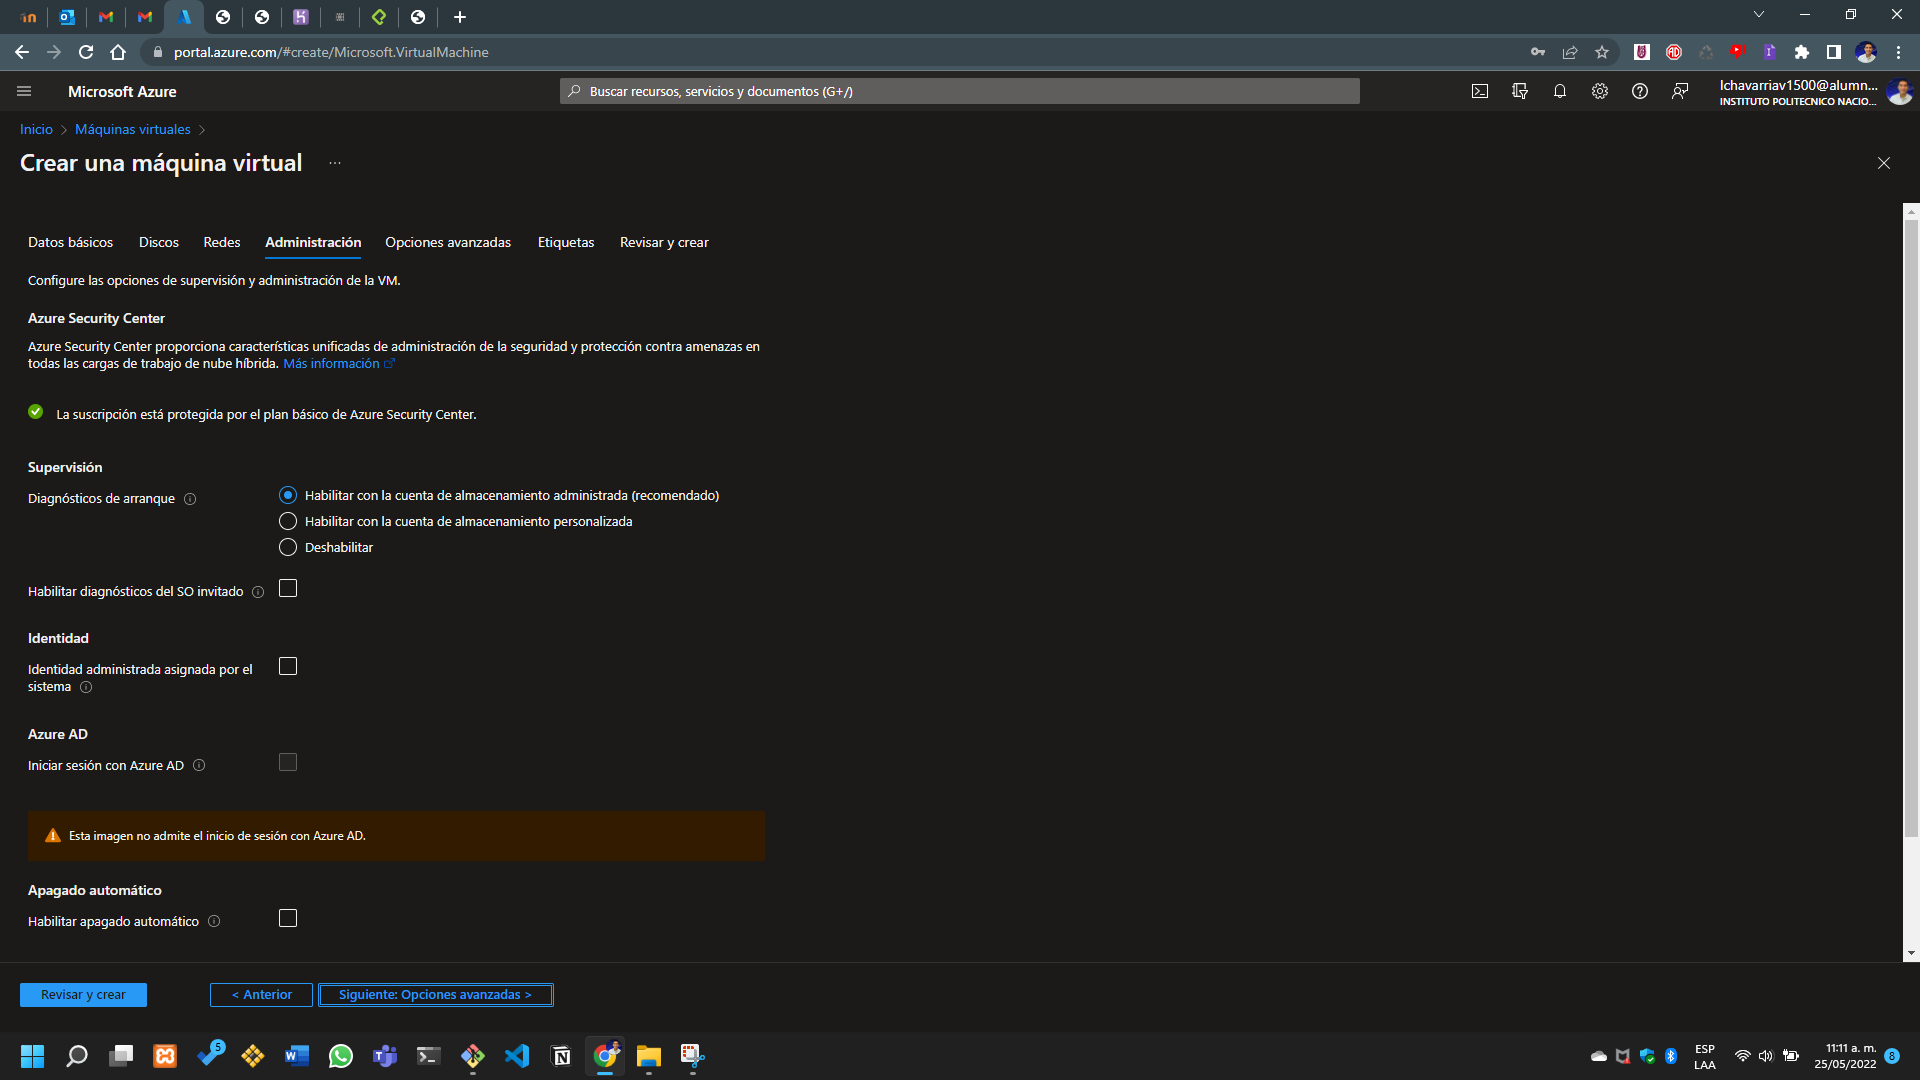 portal.azure.com/#create/Microsoft.VirtualMachine
Microsoft Azure
Buscar recursos, servicios y documentos (G+/)
lchavarriav1500@alumn...
INSTITUTO POLITECNICO NACIO...
Inicio > Máquinas virtuales >
Crear una máquina virtual ...
Datos básicos Discos Redes Administración Opciones avanzadas Etiquetas Revisar y crear
Configure las opciones de supervisión y administración de la VM.
Azure Security Center
Azure Security Center proporciona características unificadas de administración de la seguridad y protección contra amenazas en
todas las cargas de trabajo de nube híbrida. Más información
La suscripción está protegida por el plan básico de Azure Security Center.
Supervisión
Diagnósticos de arranque
Habilitar con la cuenta de almacenamiento administrada (recomendado)
Habilitar con la cuenta de almacenamiento personalizada
Deshabilitar
Habilitar diagnósticos del SO invitado
Identidad
Identidad administrada asignada por el
sistema
Azure AD
Iniciar sesión con Azure AD
Esta imagen no admite el inicio de sesión con Azure AD.
Apagado automático
Habilitar apagado automático
Revisar y crear
< Anterior
Siguiente: Opciones avanzadas >
5
ESP
LAA
11:11 a. m.
25/05/2022
8